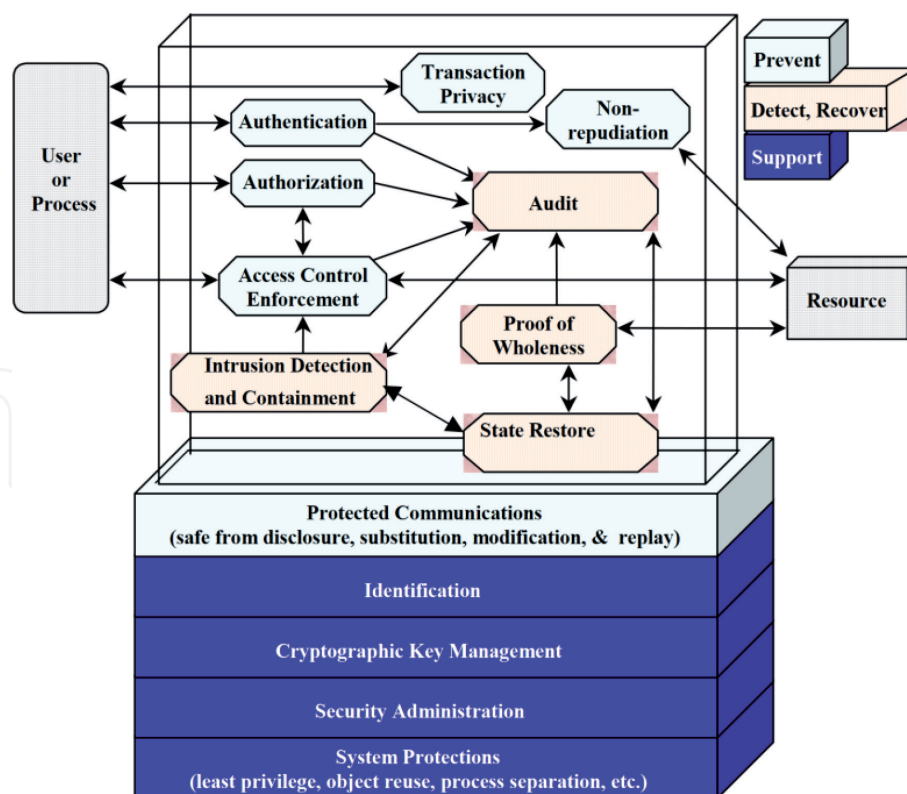 Prevent
Transaction
Privacy
Detect, Recover
Non-
repudiation
Authentication
Support
User
or
Process
Authorization
Audit
Access Control
Enforcement
Resource
Proof of
Wholeness
Intrusion Detection
and Containment
State Restore
Protected Communications
(safe from disclosure, substitution, modification, & replay)
Identification
Cryptographic Key Management
Security Administration
System Protections
(least privilege, object reuse, process separation, etc.)